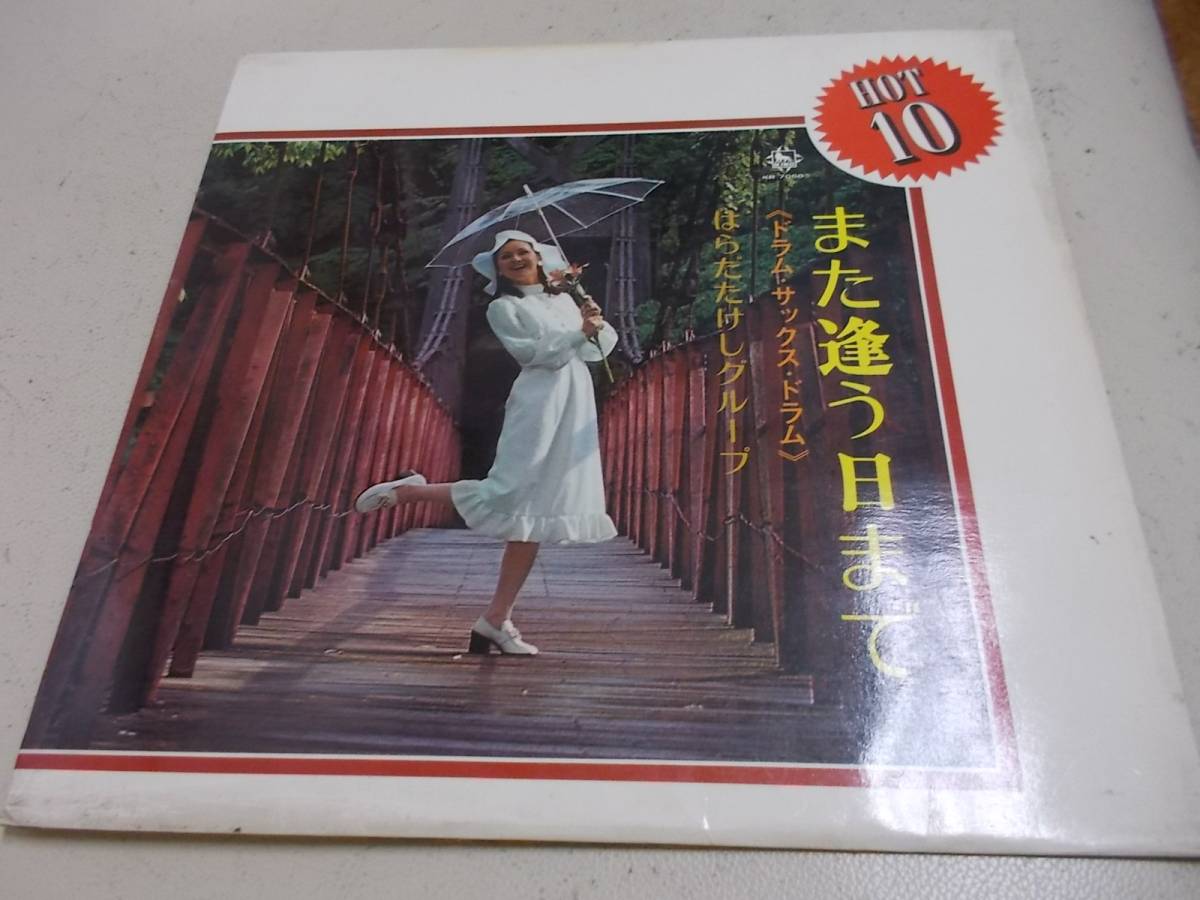 HOT
10
また逢う日まで
《ドラム・サックス・ドラム》
はらだたけしグループ